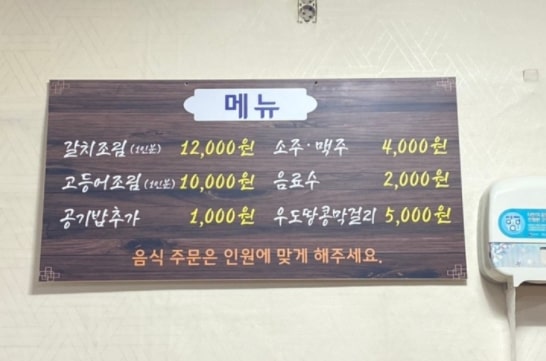 메뉴
갈치조림 (1인분) 12,000원 소주·맥주 4,000원
고등어조림 (1인분) 10,000원 음료수 2,000원
공기밥추가 1,000원 우도땅콩막걸리 5,000원
음식 주문은 인원에 맞게 해주세요.